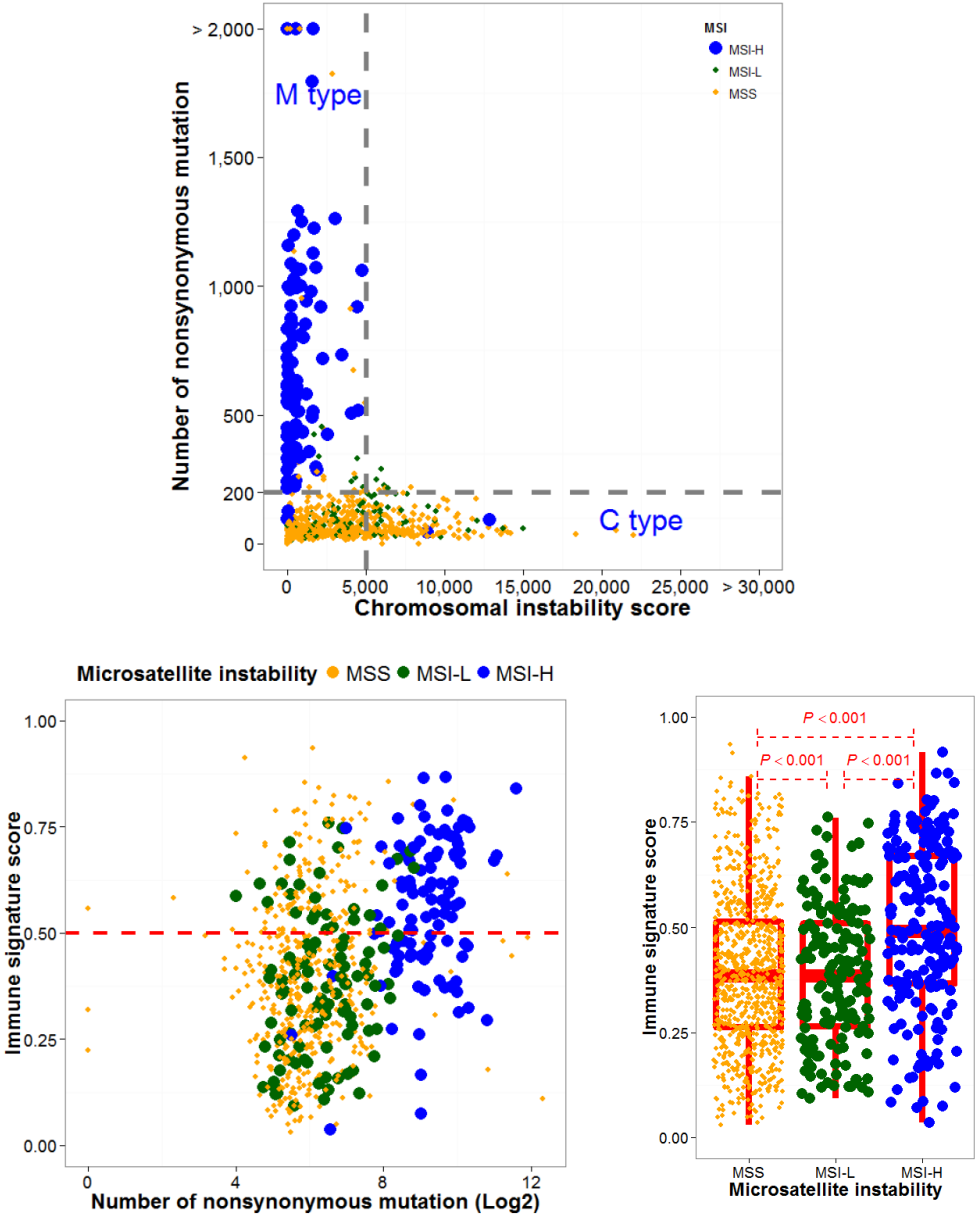 Number of nonsynonymous mutation
> 2,000
1,500
1,000
500
200
0
M type
C type
MSI
MSI-H
MSI-L
MSS
0 5,000 10,000 15,000 20,000 25,000 > 30,000
Chromosomal instability score
Microsatellite instability MSS MSI-L MSI-H
Immune signature score
1.00
0.75
0.50
0.25
0.00
0 4 8 12
Number of nonsynonymous mutation (Log2)
Immune signature score
1.00
0.75
0.50
0.25
0.00
P < 0.001
P < 0.001 P < 0.001
MSS MSI-L MSI-H
Microsatellite instability